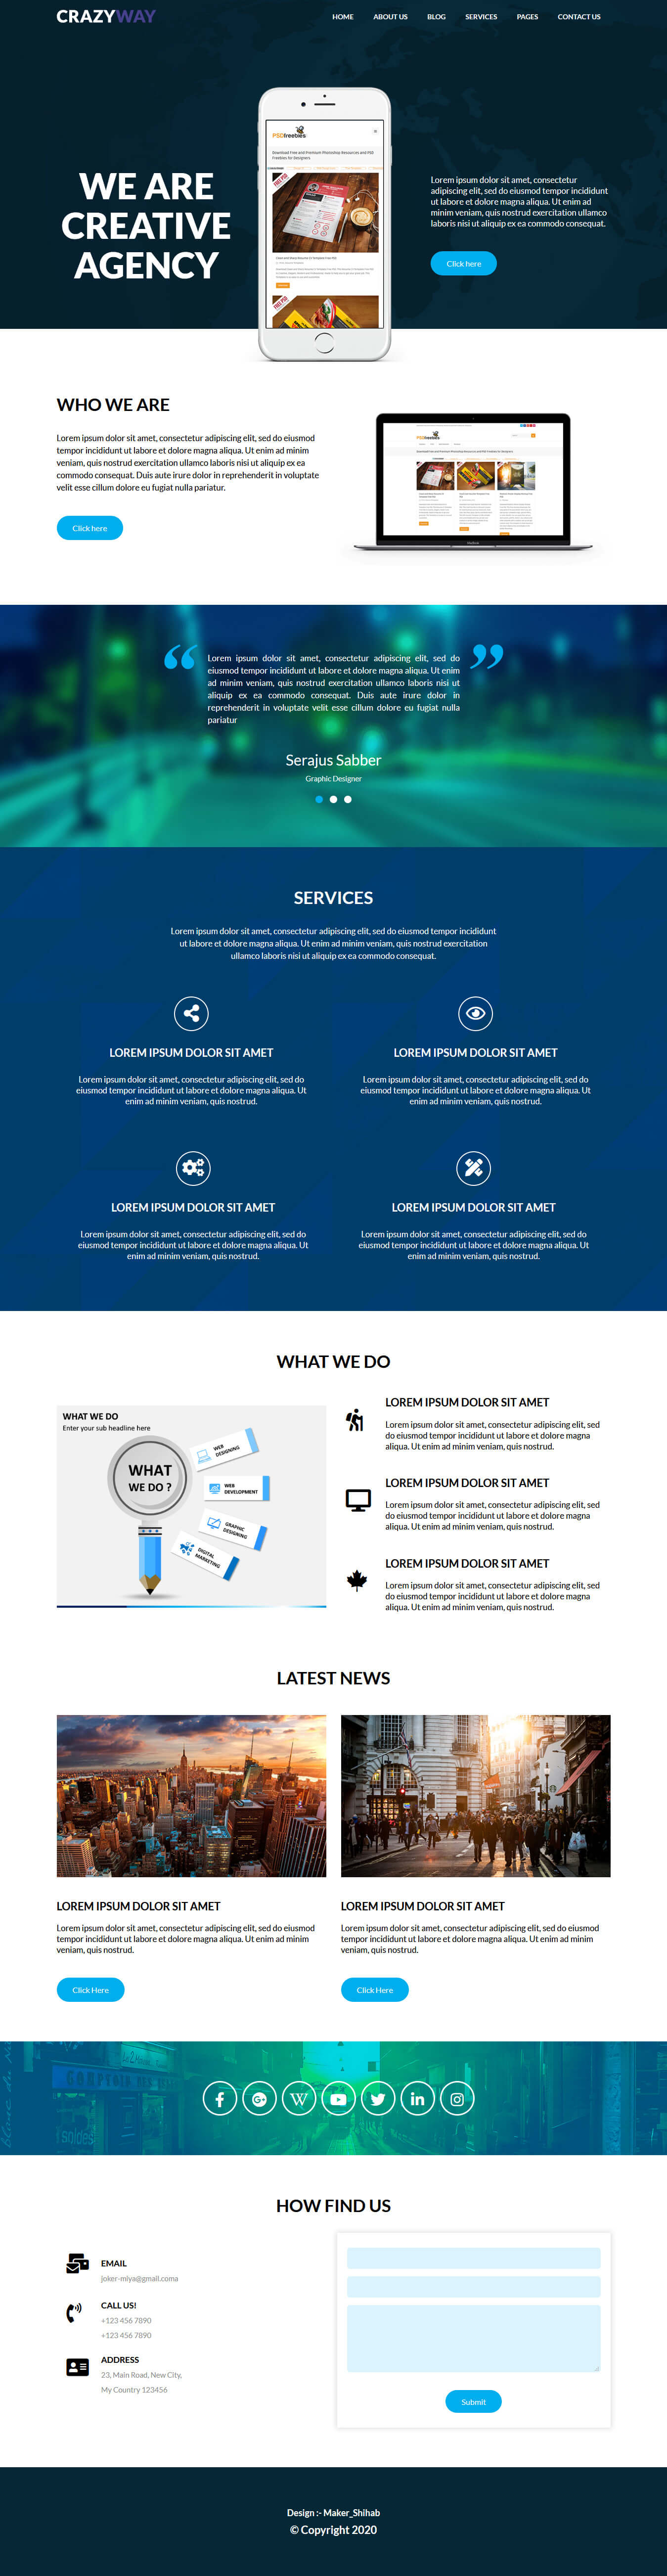 CRAZYWAY
HOME ABOUT US BLOG SERVICES PAGES CONTACT US
WE ARE
CREATIVE
AGENCY
PSDfreebies
Download Free and Premium Photoshop Resources and PSD
Freebies for Designers
FREE PSD
FREE PSD
Lorem ipsum dolor sit amet, consectetur
adipiscing elit, sed do eiusmod tempor incididunt
ut labore et dolore magna aliqua. Ut enim ad
minim veniam, quis nostrud exercitation ullamco
laboris nisi ut aliquip ex ea commodo consequat.
Click here
WHO WE ARE
Lorem ipsum dolor sit amet, consectetur adipiscing elit, sed do eiusmod
tempor incididunt ut labore et dolore magna aliqua. Ut enim ad minim
veniam, quis nostrud exercitation ullamco laboris nisi ut aliquip ex ea
commodo consequat. Duis aute irure dolor in reprehenderit in voluptate
velit esse cillum dolore eu fugiat nulla pariatur.
Click here
PSDfreebies
MacBook
“ Lorem ipsum dolor sit amet, consectetur adipiscing elit, sed do ”
eiusmod tempor incididunt ut labore et dolore magna aliqua. Ut enim
ad minim veniam, quis nostrud exercitation ullamco laboris nisi ut
aliquip ex ea commodo consequat. Duis aute irure dolor in
reprehenderit in voluptate velit esse cillum dolore eu fugiat nulla
pariatur
Serajus Sabber
Graphic Designer
SERVICES
Lorem ipsum dolor sit amet, consectetur adipiscing elit, sed do eiusmod tempor incididunt
ut labore et dolore magna aliqua. Ut enim ad minim veniam, quis nostrud exercitation
ullamco laboris nisi ut aliquip ex ea commodo consequat.
LOREM IPSUM DOLOR SIT AMET
Lorem ipsum dolor sit amet, consectetur adipiscing elit, sed do
eiusmod tempor incididunt ut labore et dolore magna aliqua. Ut
enim ad minim veniam, quis nostrud.
LOREM IPSUM DOLOR SIT AMET
Lorem ipsum dolor sit amet, consectetur adipiscing elit, sed do
eiusmod tempor incididunt ut labore et dolore magna aliqua. Ut
enim ad minim veniam, quis nostrud.
LOREM IPSUM DOLOR SIT AMET
Lorem ipsum dolor sit amet, consectetur adipiscing elit, sed do
eiusmod tempor incididunt ut labore et dolore magna aliqua. Ut
enim ad minim veniam, quis nostrud.
LOREM IPSUM DOLOR SIT AMET
Lorem ipsum dolor sit amet, consectetur adipiscing elit, sed do
eiusmod tempor incididunt ut labore et dolore magna aliqua. Ut
enim ad minim veniam, quis nostrud.
WHAT WE DO
WHAT WE DO
Enter your sub headline here
WHAT
WE DO ?
WEB
DESIGNING
WEB
DEVELOPMENT
GRAPHIC
DESIGNING
DIGITAL
MARKETING
LOREM IPSUM DOLOR SIT AMET
Lorem ipsum dolor sit amet, consectetur adipiscing elit, sed
do eiusmod tempor incididunt ut labore et dolore magna
aliqua. Ut enim ad minim veniam, quis nostrud.
LOREM IPSUM DOLOR SIT AMET
Lorem ipsum dolor sit amet, consectetur adipiscing elit, sed
do eiusmod tempor incididunt ut labore et dolore magna
aliqua. Ut enim ad minim veniam, quis nostrud.
LOREM IPSUM DOLOR SIT AMET
Lorem ipsum dolor sit amet, consectetur adipiscing elit, sed
do eiusmod tempor incididunt ut labore et dolore magna
aliqua. Ut enim ad minim veniam, quis nostrud.
LATEST NEWS
LOREM IPSUM DOLOR SIT AMET
Lorem ipsum dolor sit amet, consectetur adipiscing elit, sed do eiusmod
tempor incididunt ut labore et dolore magna aliqua. Ut enim ad minim
veniam, quis nostrud.
Click Here
LOREM IPSUM DOLOR SIT AMET
Lorem ipsum dolor sit amet, consectetur adipiscing elit, sed do eiusmod
tempor incididunt ut labore et dolore magna aliqua. Ut enim ad minim
veniam, quis nostrud.
Click Here
soldes
HOW FIND US
EMAIL
joker-miya@gmail.coma
CALL US!
+123 456 7890
+123 456 7890
ADDRESS
23, Main Road, New City,
My Country 123456
Submit
Design :- Maker_Shihab
© Copyright 2020